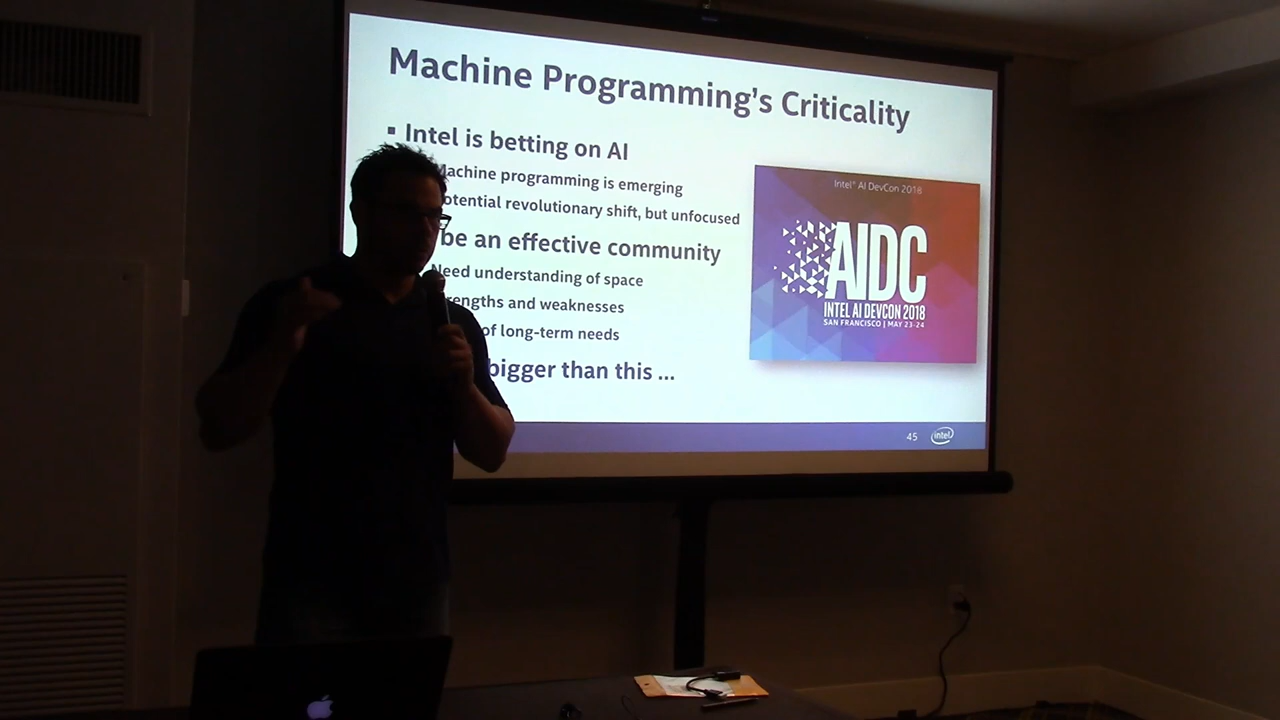 Machine Programming's Criticality
▪ Intel is betting on AI
Machine programming is emerging
otential revolutionary shift, but unfocused
be an effective community
Need understanding of space
rengths and weaknesses
of long-term needs
bigger than this ...
Intel® AI DevCon 2018
AIDC
INTEL AI DEVCON 2018
SAN FRANCISCO | MAY 23-24
45
intel